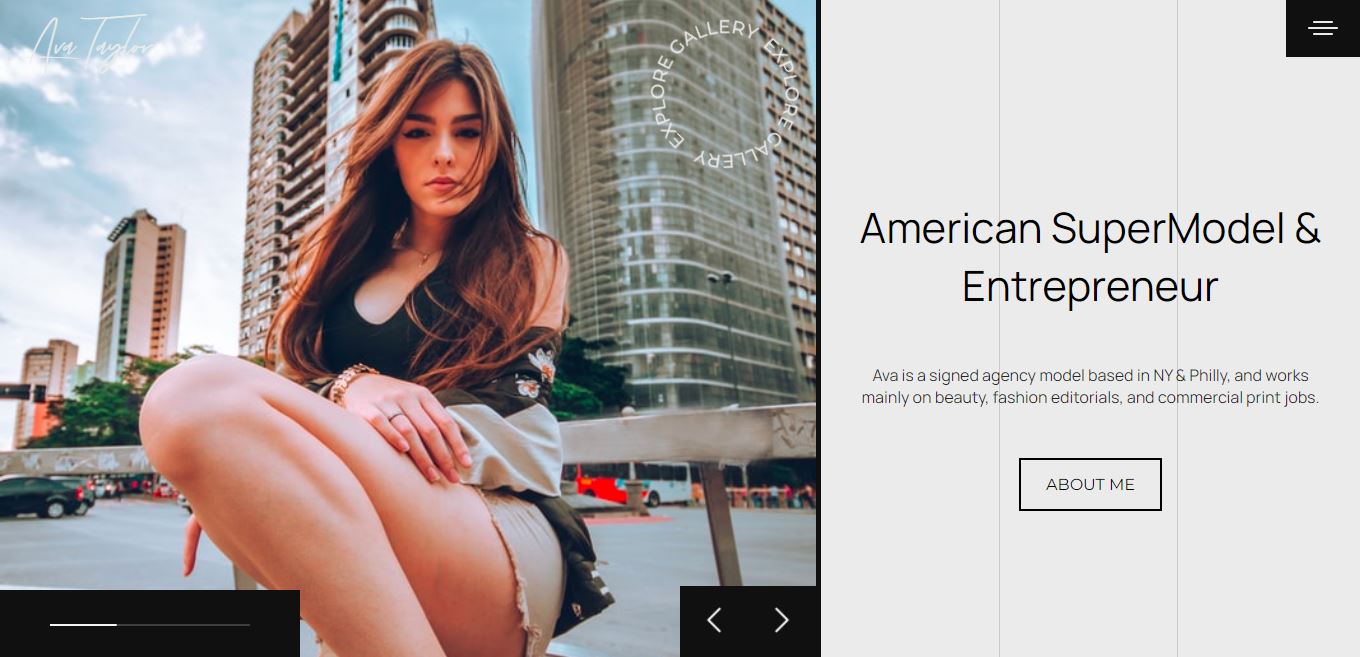 Ava Taylor
EXPLORE GALLERY EXPLORE GALLERY
American SuperModel &
Entrepreneur
Ava is a signed agency model based in NY & Philly, and works
mainly on beauty, fashion editorials, and commercial print jobs.
ABOUT ME